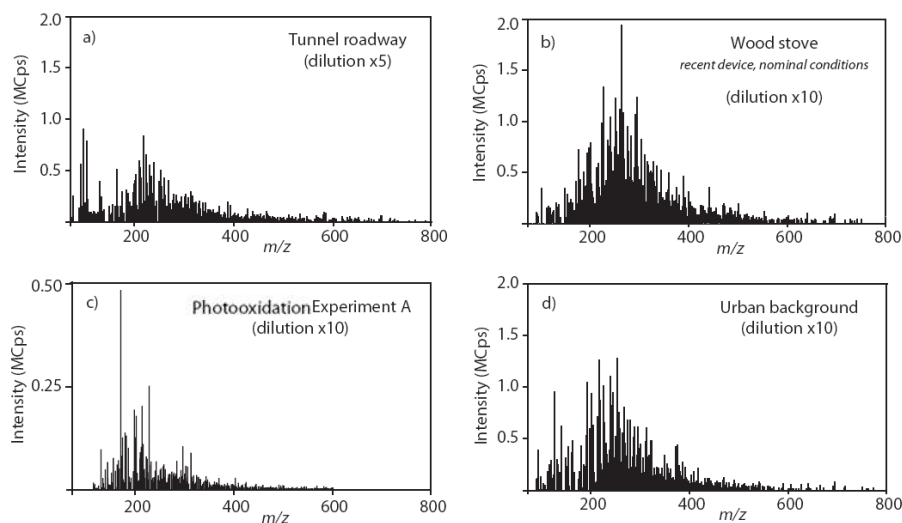 a)
Tunnel roadway
(dilution x5)
Intensity (MCps)
2.0
1.5
1.0
0.5
200
400
600
800
m/z
b)
Wood stove
recent device, nominal conditions
(dilution x10)
Intensity (MCps)
2.0
1.5
1.0
0.5
200
400
600
800
m/z
c)
Photooxidation Experiment A
(dilution x10)
Intensity (MCps)
0.50
0.25
200
400
600
800
m/z
d)
Urban background
(dilution x10)
Intensity (MCps)
2.0
1.5
1.0
0.5
200
400
600
800
m/z